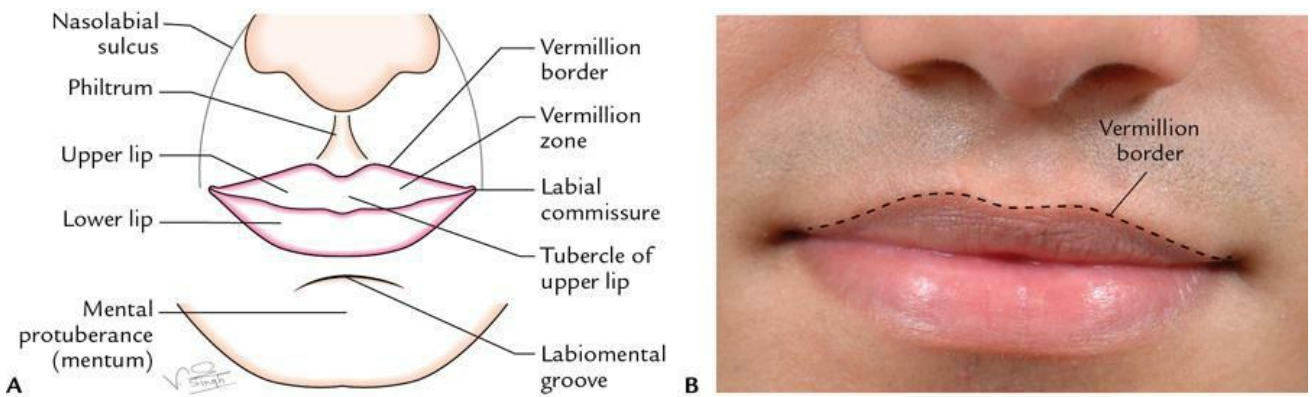 Nasolabial
sulcus
Philtrum
Upper lip
Lower lip
Mental
protuberance
(mentum)
Vermillion
border
Vermillion
zone
Labial
commissure
Tubercle of
upper lip
Labiomental
groove
Singh
A
Vermillion
border
B